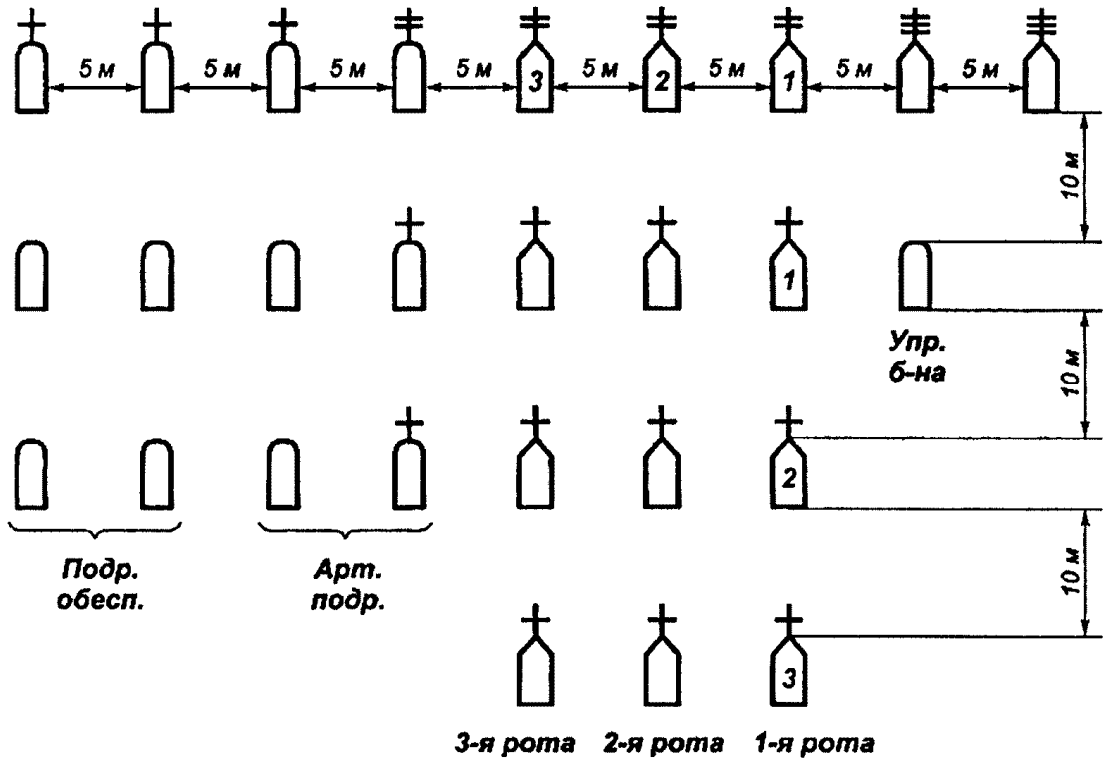 5 м 5 м 5 м 5 м 5 м 5 м 5 м 5 м
3 2 1
10 м
1
Упр.
б-на
10 м
2
Подр.
обесп.
Арт.
подр.
10 м
3
3-я рота 2-я рота 1-я рота